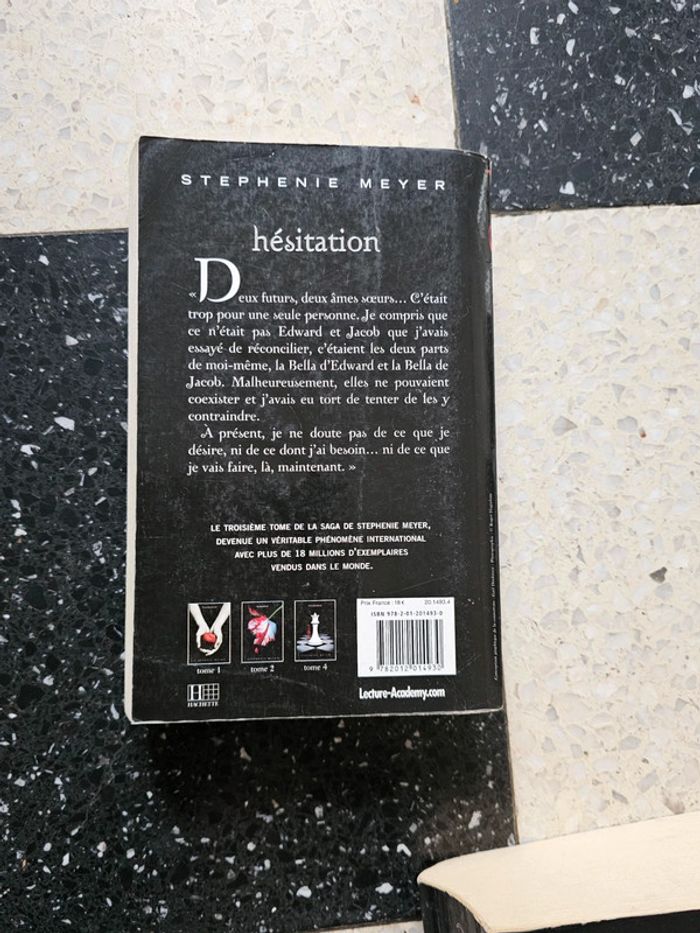 STEPHENIE MEYER
hésitation
« Deux futurs, deux âmes sœurs... C'était
trop pour une seule personne. Je compris que
ce n'était pas Edward et Jacob que j'avais
essayé de réconcilier, c'étaient les deux parts
de moi-même, la Bella d'Edward et la Bella de
Jacob. Malheureusement, elles ne pouvaient
coexister et j'avais eu tort de tenter de les y
contraindre.
À présent, je ne doute pas de ce que je
désire, ni de ce dont j'ai besoin... ni de ce que
je vais faire, là, maintenant. »
LE TROISIÈME TOME DE LA SAGA DE STEPHENIE MEYER,
DEVENUE UN VÉRITABLE PHÉNOMÈNE INTERNATIONAL
AVEC PLUS DE 18 MILLIONS D'EXEMPLAIRES
VENDUS DANS LE MONDE.
Prix France : 18 € 20.1493.4
ISBN 978-2-01-201493-0
9 782012 014930
tome 1 tome 2 tome 4
H
HACHETTE
Lecture-Academy.com